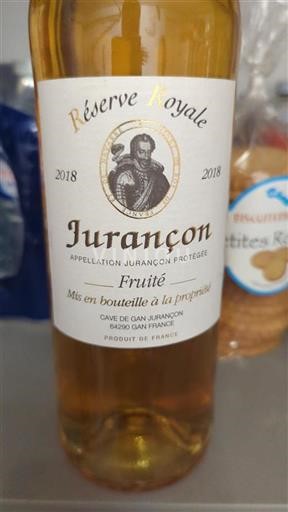 Réserve Royale
2018
2018
Jurançon
APPELLATION JURANÇON PROTÉGÉE
Fruité
Mis en bouteille à la propriété
CAVE DE GAN JURANÇON
64290 GAN FRANCE
PRODUIT DE FRANCE
BISCUITERIE